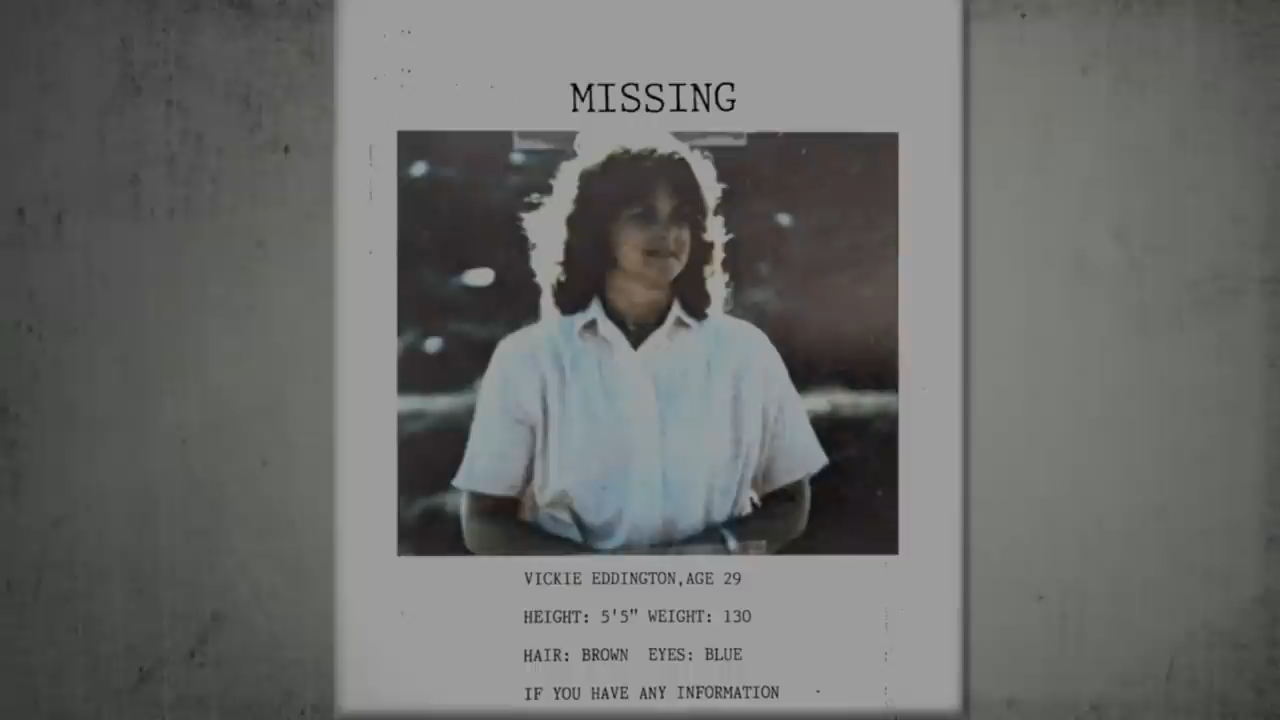 MISSING
VICKIE EDDINGTON,AGE 29
HEIGHT: 5'5" WEIGHT: 130
HAIR: BROWN  EYES: BLUE
IF YOU HAVE ANY INFORMATION